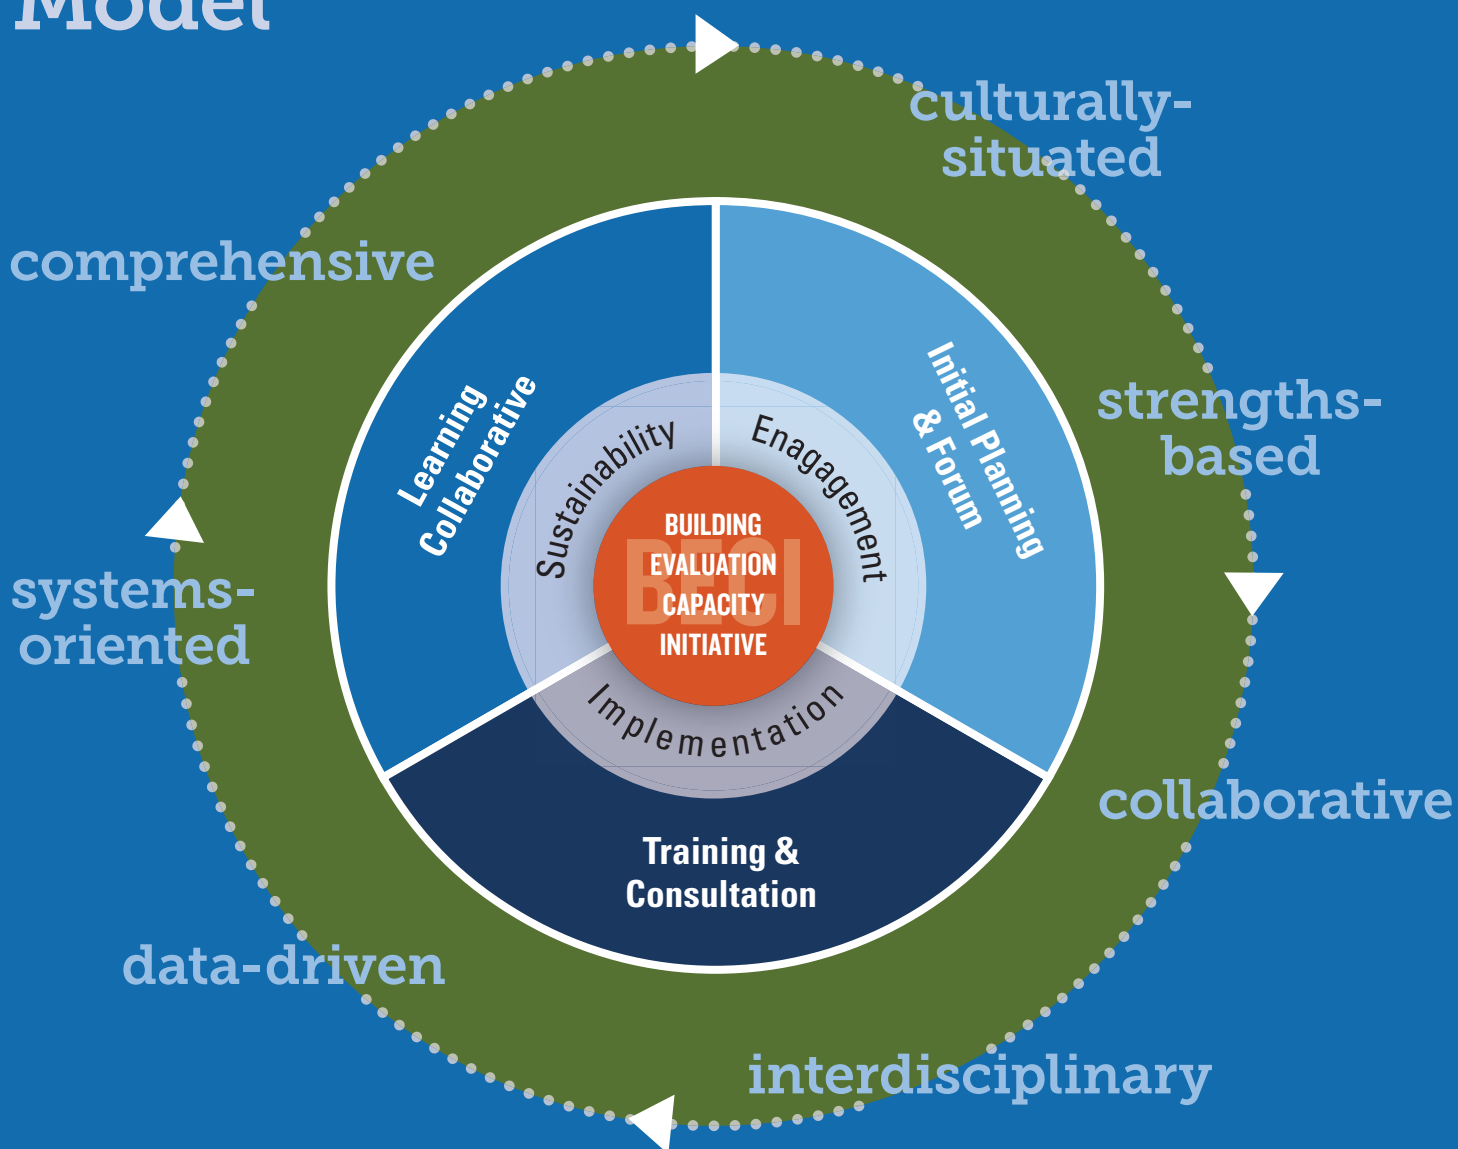 Model
culturally-
situated
comprehensive
strengths-
based
systems-
oriented
collaborative
data-driven
interdisciplinary
Learning
Collaborative
Initial Planning
& Forum
Training &
Consultation
Sustainability
Enagagement
Implementation
BECI
BUILDING
EVALUATION
CAPACITY
INITIATIVE